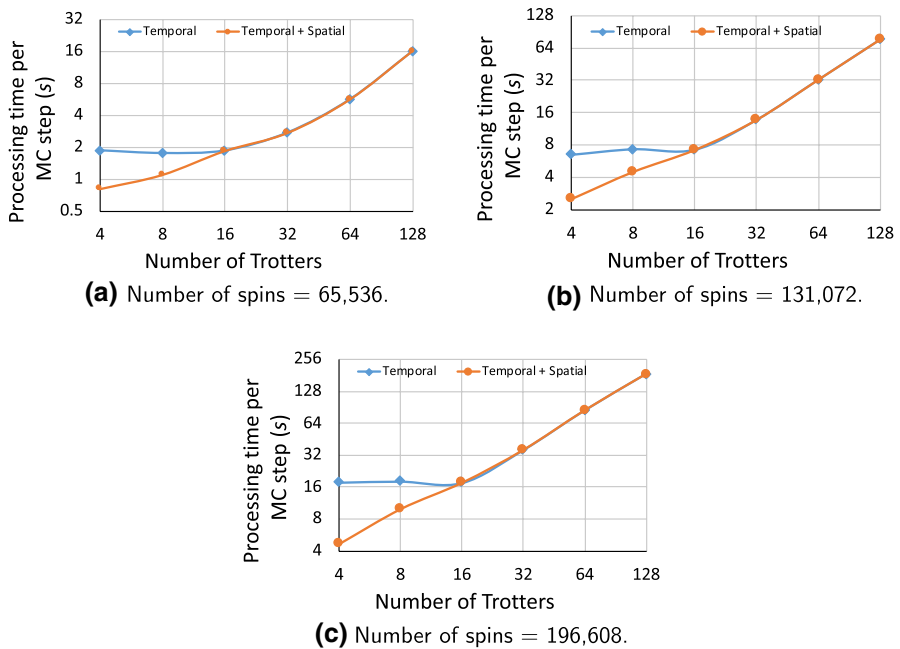 Processing time per
MC step (s)
32
16
8
4
2
1
0.5
Temporal
Temporal + Spatial
4 8 16 32 64 128
Number of Trotters
(a) Number of spins = 65,536.
Processing time per
MC step (s)
128
64
32
16
8
4
2
Temporal
Temporal + Spatial
4 8 16 32 64 128
Number of Trotters
(b) Number of spins = 131,072.
Processing time per
MC step (s)
256
128
64
32
16
8
4
Temporal
Temporal + Spatial
4 8 16 32 64 128
Number of Trotters
(c) Number of spins = 196,608.